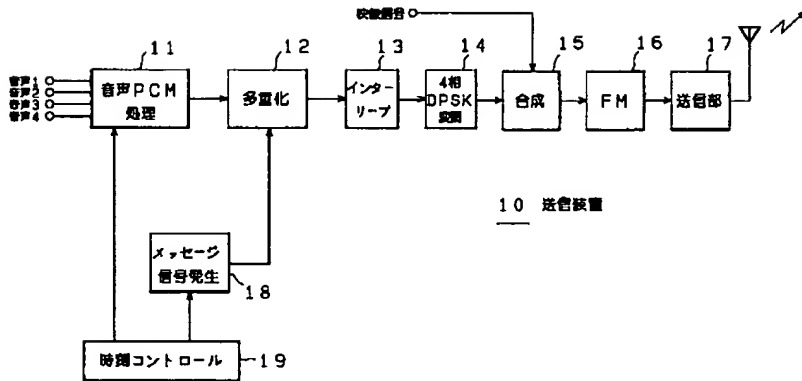 映像信号
11
12
13
14
15
16
17
音声1
音声2
音声3
音声4
音声PCM
処理
多重化
インター
リーブ
4相
DPSK
変調
合成
FM
送信部
10 送信装置
メッセージ
信号発生
18
時刻コントロール
19